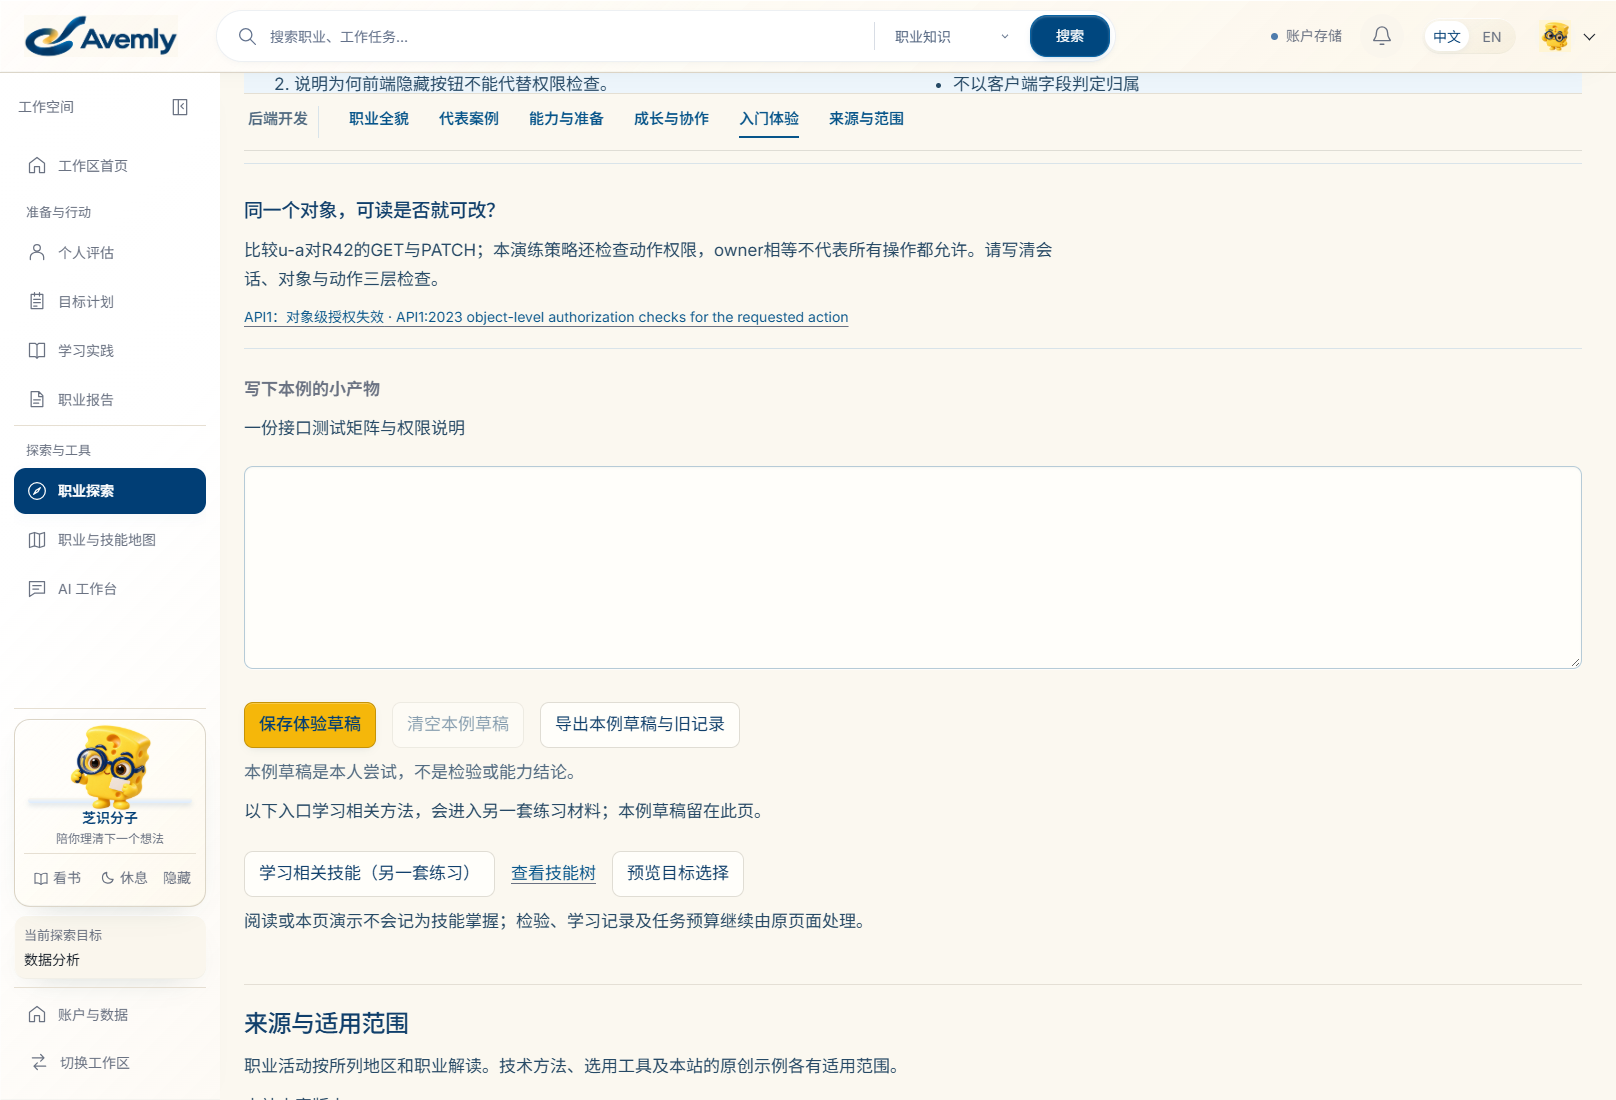 Avemly
搜索职业、工作任务...
职业知识
搜索
账户存储
中文
EN
工作空间
工作区首页
准备与行动
个人评估
目标计划
学习实践
职业报告
探索与工具
职业探索
职业与技能地图
AI 工作台
芝识分子
陪你理清下一个想法
看书
休息
隐藏
当前探索目标
数据分析
账户与数据
切换工作区
2. 说明为何前端隐藏按钮不能代替权限检查。
• 不以客户端字段判定归属
后端开发
职业全貌
代表案例
能力与准备
成长与协作
入门体验
来源与范围
同一个对象，可读是否就可改？
比较u-a对R42的GET与PATCH；本演练策略还检查动作权限，owner相等不代表所有操作都允许。请写清会
话、对象与动作三层检查。
API1：对象级授权失效 · API1:2023 object-level authorization checks for the requested action
写下本例的小产物
一份接口测试矩阵与权限说明
保存体验草稿
清空本例草稿
导出本例草稿与旧记录
本例草稿是本人尝试，不是检验或能力结论。
以下入口学习相关方法，会进入另一套练习材料；本例草稿留在此页。
学习相关技能（另一套练习）
查看技能树
预览目标选择
阅读或本页演示不会记为技能掌握；检验、学习记录及任务预算继续由原页面处理。
来源与适用范围
职业活动按所列地区和职业解读。技术方法、选用工具及本站的原创示例各有适用范围。